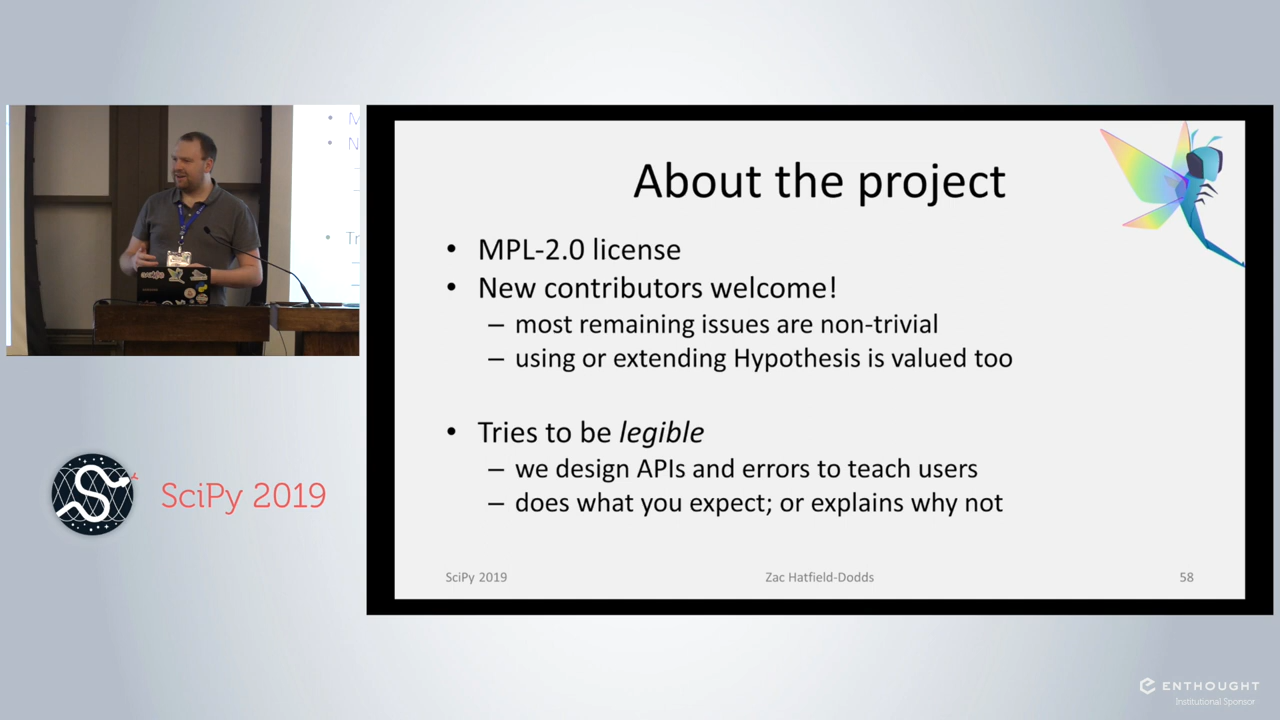 About the project
• MPL-2.0 license
• New contributors welcome!
– most remaining issues are non-trivial
– using or extending Hypothesis is valued too
• Tries to be legible
– we design APIs and errors to teach users
– does what you expect; or explains why not
SciPy 2019
Zac Hatfield-Dodds
58
SciPy 2019
ENTHOUGHT
Institutional Sponsor